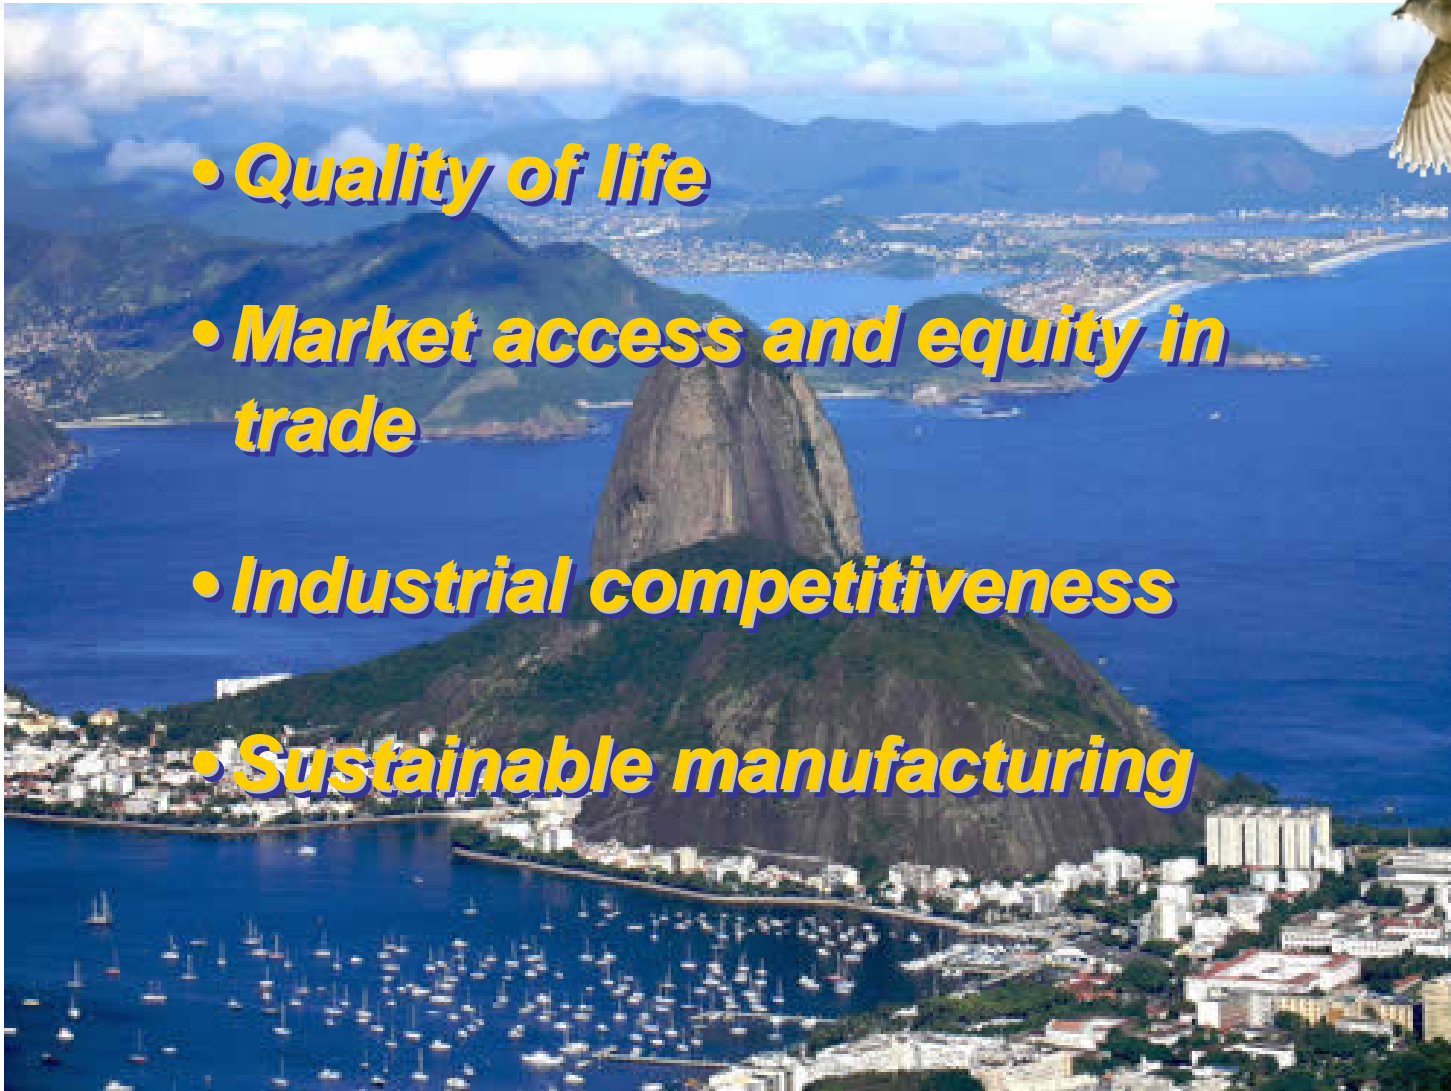 • Quality of life
• Market access and equity in
trade
• Industrial competitiveness
• Sustainable manufacturing